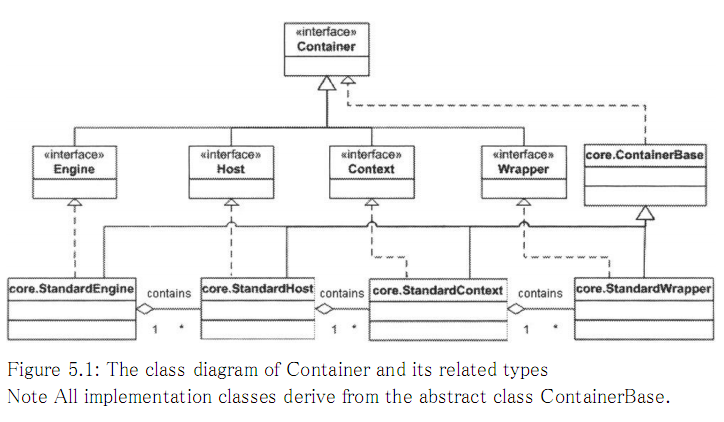 «interface»
Container
«interface»
Engine
«interface»
Host
«interface»
Context
«interface»
Wrapper
core.ContainerBase
core.StandardEngine
contains
1 *
core.StandardHost
contains
1 *
core.StandardContext
contains
1 *
core.StandardWrapper
Figure 5.1: The class diagram of Container and its related types
Note All implementation classes derive from the abstract class ContainerBase.